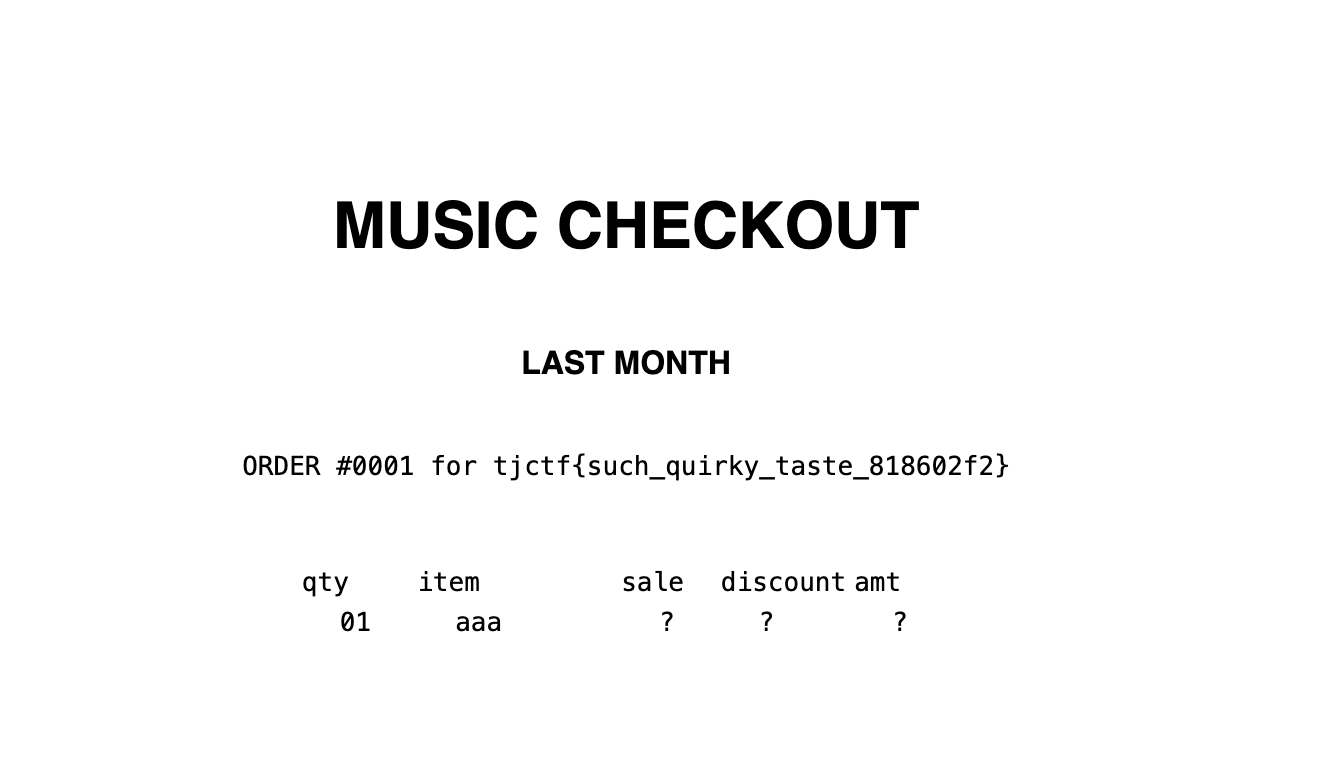 MUSIC CHECKOUT
LAST MONTH
ORDER #0001 for tjctf{such_quirky_taste_818602f2}
qty item sale discount amt
01 aaa ? ? ?